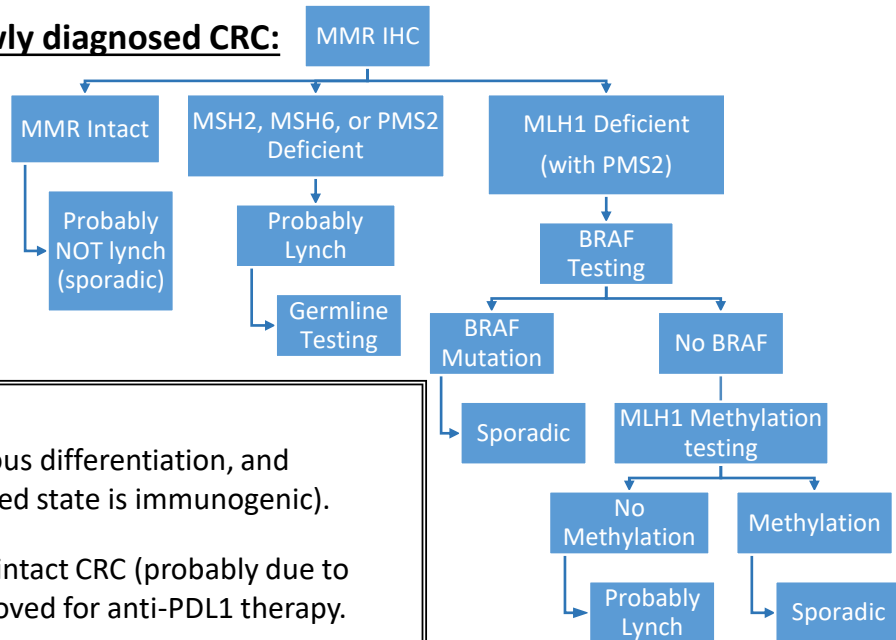 wly diagnosed CRC:
MMR IHC
MMR Intact
MSH2, MSH6, or PMS2
Deficient
MLH1 Deficient
(with PMS2)
Probably
NOT lynch
(sporadic)
Probably
Lynch
BRAF
Testing
Germline
Testing
BRAF
Mutation
No BRAF
Sporadic
MLH1 Methylation
testing
No
Methylation
Methylation
Probably
Lynch
Sporadic
ous differentiation, and
ed state is immunogenic).
intact CRC (probably due to
oved for anti-PDL1 therapy.